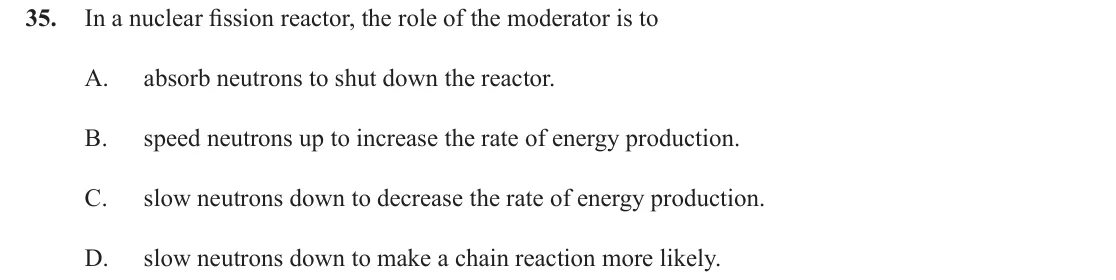 35. In a nuclear fission reactor, the role of the moderator is to
A. absorb neutrons to shut down the reactor.
B. speed neutrons up to increase the rate of energy production.
C. slow neutrons down to decrease the rate of energy production.
D. slow neutrons down to make a chain reaction more likely.